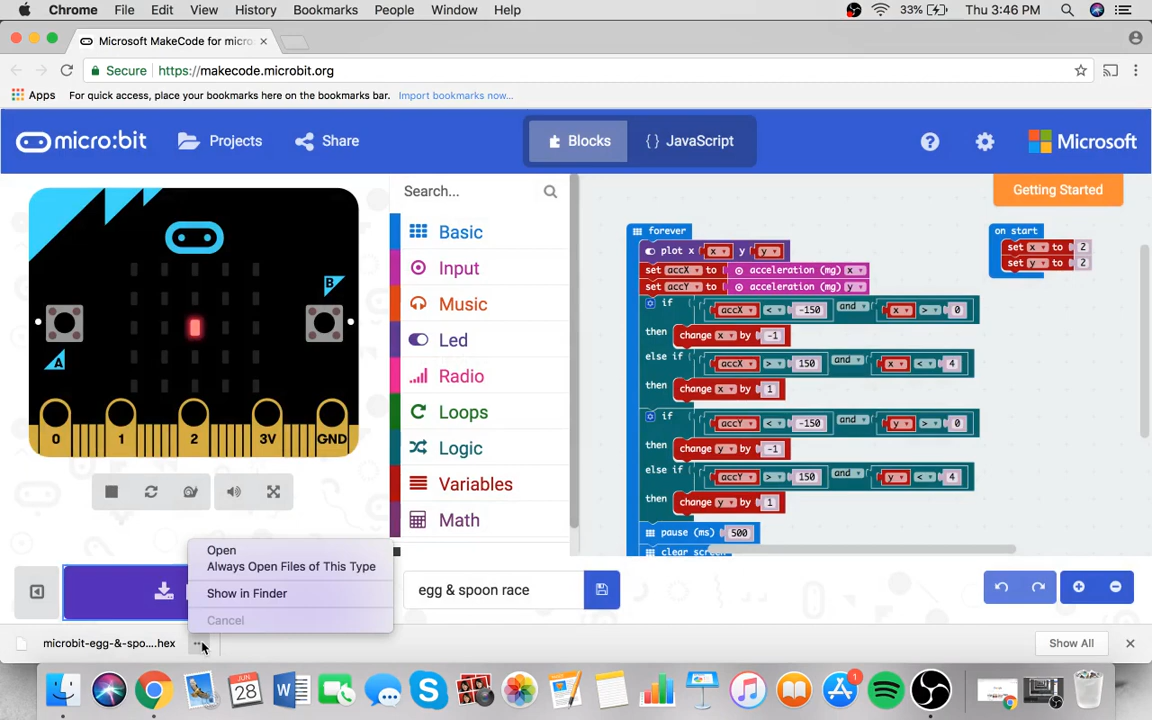 Chrome File Edit View History Bookmarks People Window Help 33% Thu 3:46 PM
Microsoft MakeCode for micro
Secure https://makecode.microbit.org
Apps For quick access, place your bookmarks here on the bookmarks bar. Import bookmarks now...
micro:bit Projects Share Blocks { } JavaScript ? Microsoft
Search...
Getting Started
Basic
Input
Music
Led
Radio
Loops
Logic
Variables
Math
B
A
0 1 2 3V GND
forever
plot x x y y
set accX to acceleration (mg) x
set accY to acceleration (mg) y
if accX < -150 and x > 0
then change x by -1
else if accX > 150 and x < 4
then change x by 1
if accY < -150 and y > 0
then change y by -1
else if accY > 150 and y < 4
then change y by 1
pause (ms) 500
clear screen
on start
set x to 2
set y to 2
Open
Always Open Files of This Type
Show in Finder
Cancel
egg & spoon race
microbit-egg-&-spo....hex
Show All
JUN
28
W
1